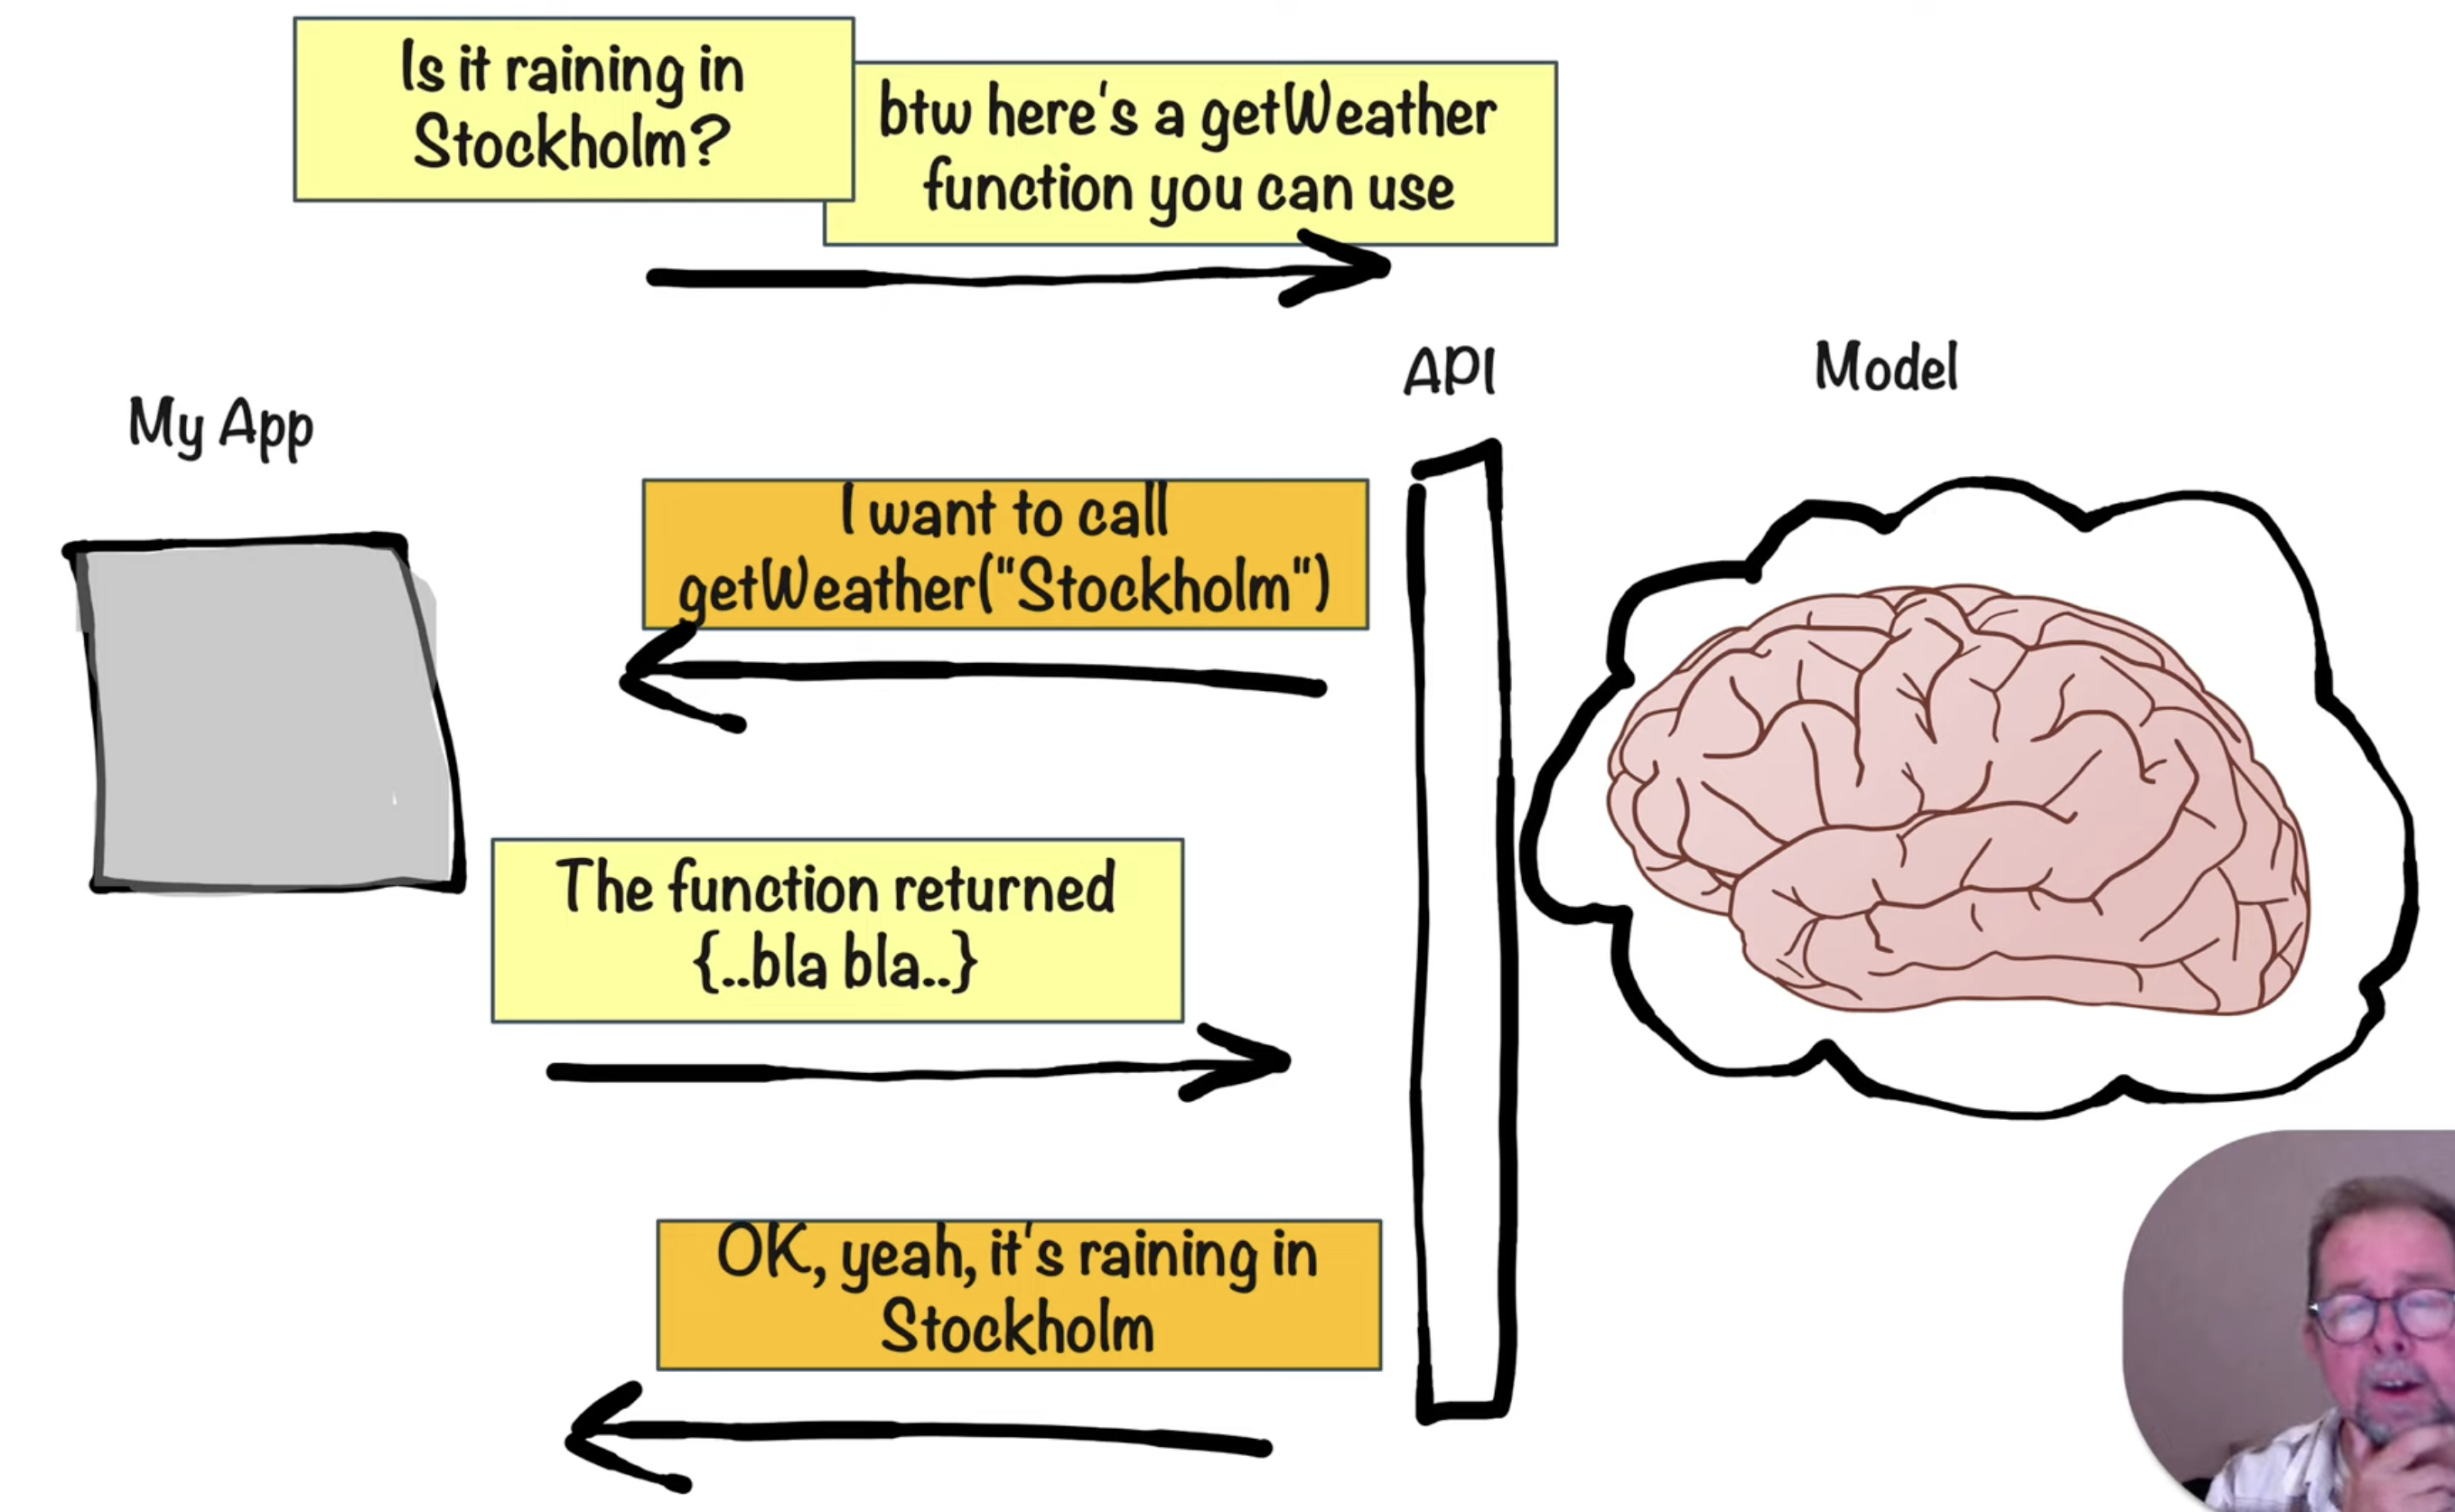 Is it raining in
Stockholm?
btw here's a getWeather
function you can use
API
Model
My App
I want to call
getWeather("Stockholm")
The function returned
{..bla bla..}
OK, yeah, it's raining in
Stockholm